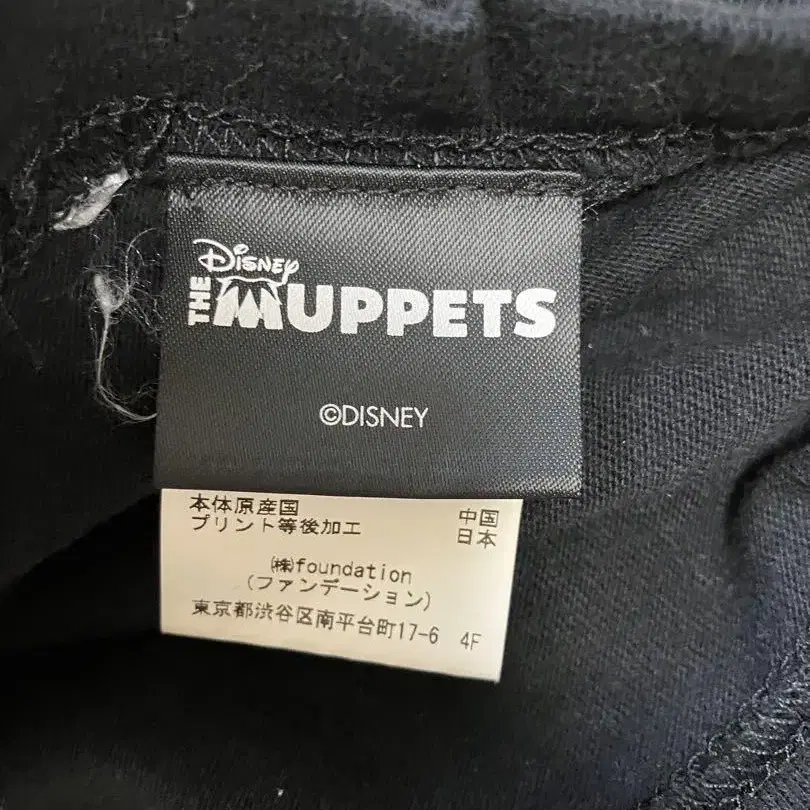 Disney
THE MUPPETS
©DISNEY
本体原産国 中国
プリント等後加工 日本
㈱foundation
(ファンデーション)
東京都渋谷区南平台町17-6 4F